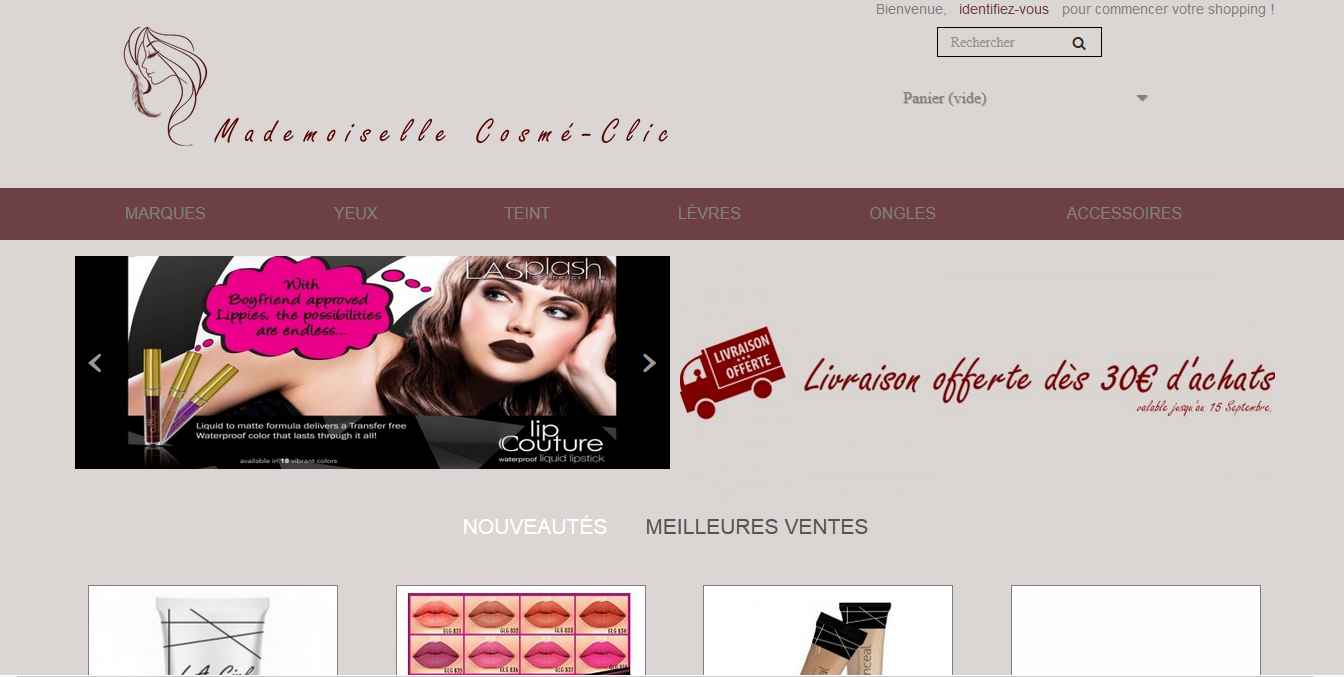 Bienvenue, identifiez-vous pour commencer votre shopping !
Rechercher
Panier (vide)
Mademoiselle Cosmé-Clic
MARQUES YEUX TEINT LÈVRES ONGLES ACCESSOIRES
LASplash
cosmetics
With
Boyfriend approved
Lippies, the possibilities
are endless...
Liquid to matte formula delivers a Transfer free
Waterproof color that lasts through it all!
available in 18 vibrant colors
lip
Couture
waterproof liquid lipstick
LIVRAISON
OFFERTE
Livraison offerte dès 30€ d'achats
valable jusqu'au 15 Septembre.
NOUVEAUTÉS MEILLEURES VENTES
L.A. Girl
GLG 831 GLG 832 GLG 833 GLG 834
GLG 835 GLG 836 GLG 837